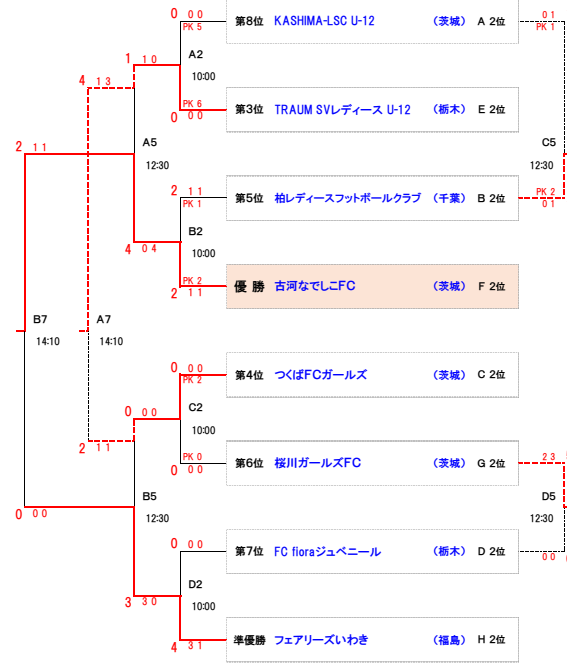 0 0 0
PK 5
第8位 KASHIMA-LSC U-12 （茨城） A 2位
0 1
PK 1
A2
10:00
1 1 0
4 1 3
PK 6
0 0 0
第3位 TRAUM SVレディース U-12 （栃木） E 2位
A5
12:30
C5
12:30
2 1 1
2 1 1
PK 1
第5位 柏レディースフットボールクラブ （千葉） B 2位
PK 2
0 1
B2
10:00
4 0 4
PK 2
2 1 1
優 勝 古河なでしこFC （茨城） F 2位
B7
14:10
A7
14:10
0 0 0
PK 2
第4位 つくばFCガールズ （茨城） C 2位
C2
10:00
0 0 0
2 1 1
PK 0
0 0 0
第6位 桜川ガールズFC （茨城） G 2位
2 3
B5
12:30
D5
12:30
0 0 0
0 0 0
第7位 FC fioraジュベニール （栃木） D 2位
0 0
D2
10:00
3 3 0
4 3 1
準優勝 フェアリーズいわき （福島） H 2位